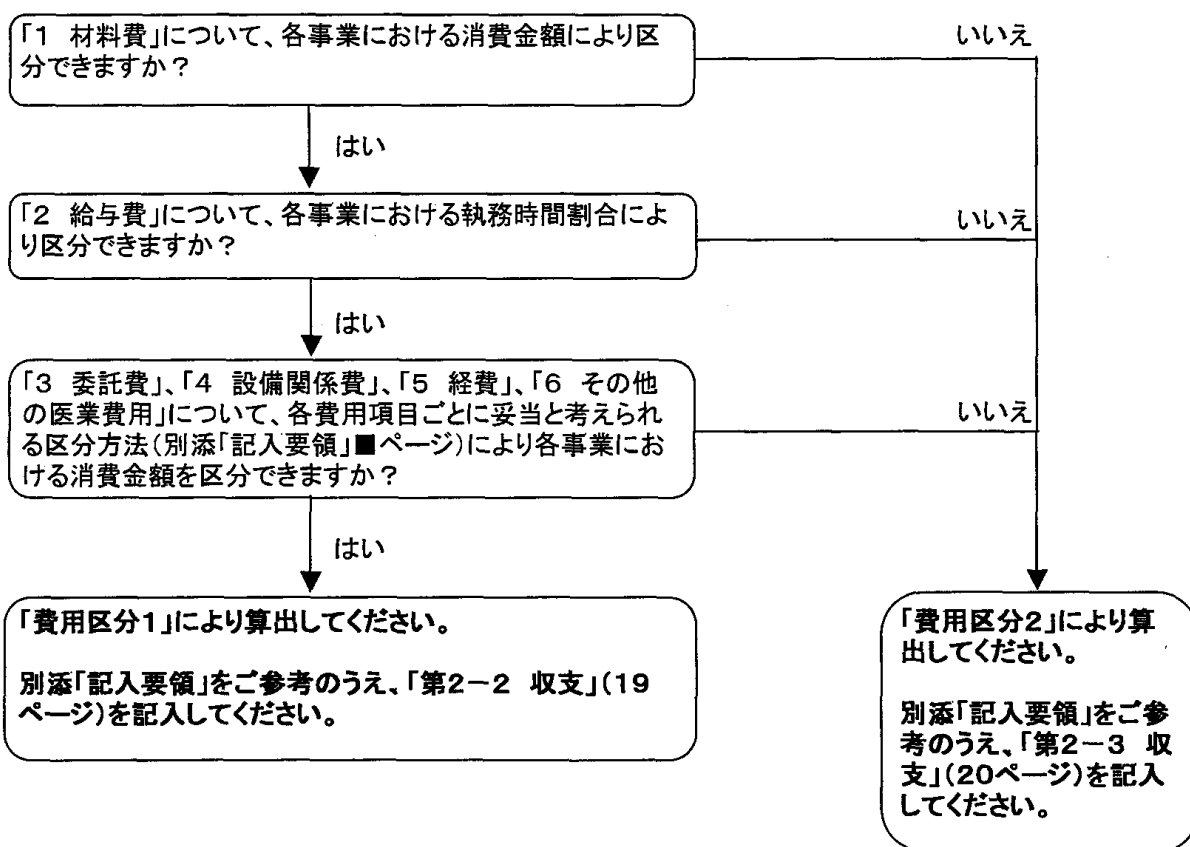 「1　材料費」について、各事業における消費金額により区
分できますか？
いいえ
はい
「2　給与費」について、各事業における執務時間割合によ
り区分できますか？
いいえ
はい
「3　委託費」、「4　設備関係費」、「5　経費」、「6　その他
の医業費用」について、各費用項目ごとに妥当と考えられ
る区分方法（別添「記入要領」■ページ）により各事業にお
ける消費金額を区分できますか？
いいえ
はい
「費用区分1」により算出してください。
別添「記入要領」をご参考のうえ、「第2－2　収支」（19
ページ）を記入してください。
「費用区分2」により算
出してください。
別添「記入要領」をご参
考のうえ、「第2－3　収
支」（20ページ）を記入
してください。